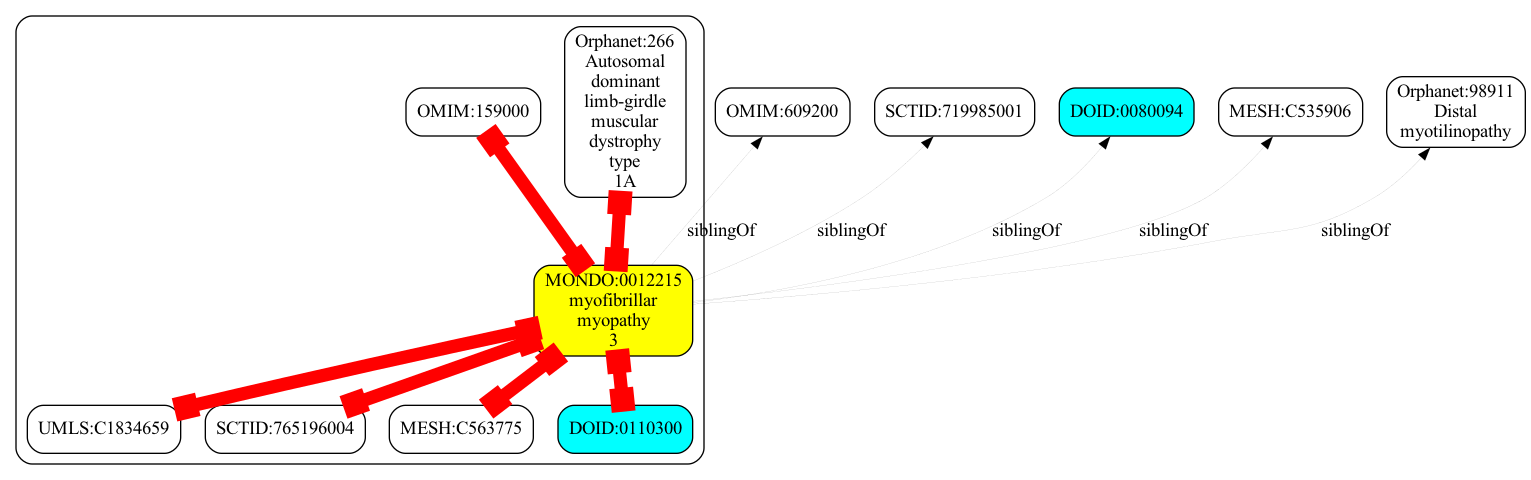 Orphanet:266
Autosomal
dominant
limb-girdle
muscular
dystrophy
type
1A
OMIM:159000
OMIM:609200
SCTID:719985001
DOID:0080094
MESH:C535906
Orphanet:98911
Distal
myotilinopathy
siblingOf
siblingOf
siblingOf
siblingOf
siblingOf
MONDO:0012215
myofibrillar
myopathy
3
UMLS:C1834659
SCTID:765196004
MESH:C563775
DOID:0110300